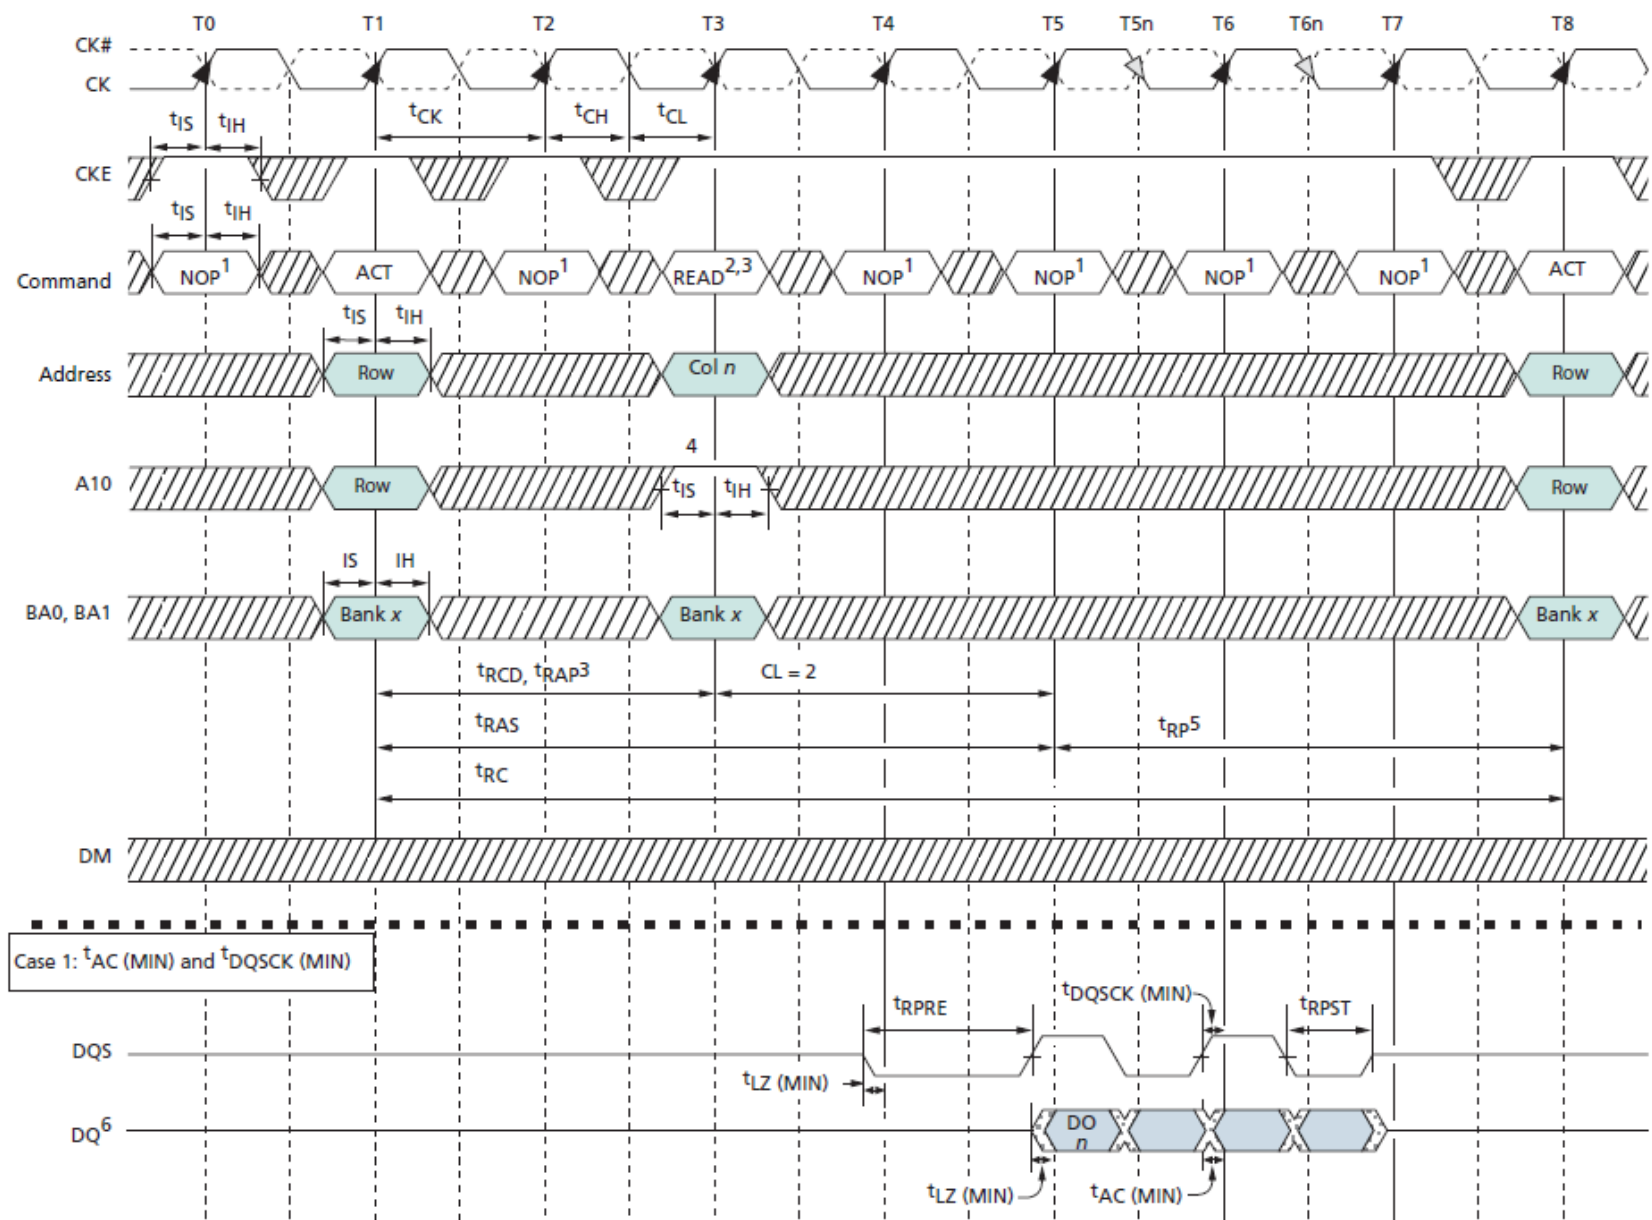 T0 T1 T2 T3 T4 T5 T5n T6 T6n T7 T8
CK#
CK
tIS tIH tCK tCH tCL
CKE
tIS tIH
Command NOP1 ACT NOP1 READ2,3 NOP1 NOP1 NOP1 NOP1 ACT
tIS tIH
Address Row Col n Row
4
A10 Row tIS tIH Row
IS IH
BA0, BA1 Bank x Bank x Bank x
tRCD, tRAP3 CL = 2
tRAS tRP5
tRC
DM
Case 1: tAC (MIN) and tDQSCK (MIN)
tRPRE tDQSCK (MIN) tRPST
DQS
tLZ (MIN)
DQ6 DO
n
tLZ (MIN) tAC (MIN)